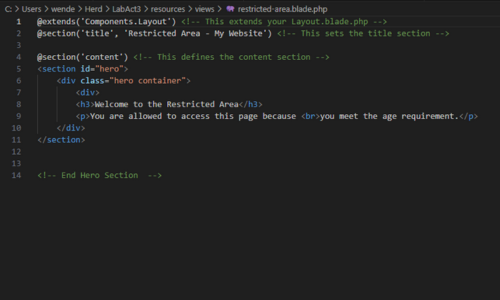 C: > Users > wende > Herd > LabAct3 > resources > views > restricted-area.blade.php
1 @extends('Components.Layout') <!-- This extends your Layout.blade.php -->
2 @section('title', 'Restricted Area - My Website') <!-- This sets the title section -->
3
4 @section('content') <!-- This defines the content section -->
5 <section id="hero">
6 <div class="hero container">
7 <div>
8 <h3>Welcome to the Restricted Area</h3>
9 <p>You are allowed to access this page because <br>you meet the age requirement.</p>
10 </div>
11 </section>
12
13
14 <!-- End Hero Section  -->